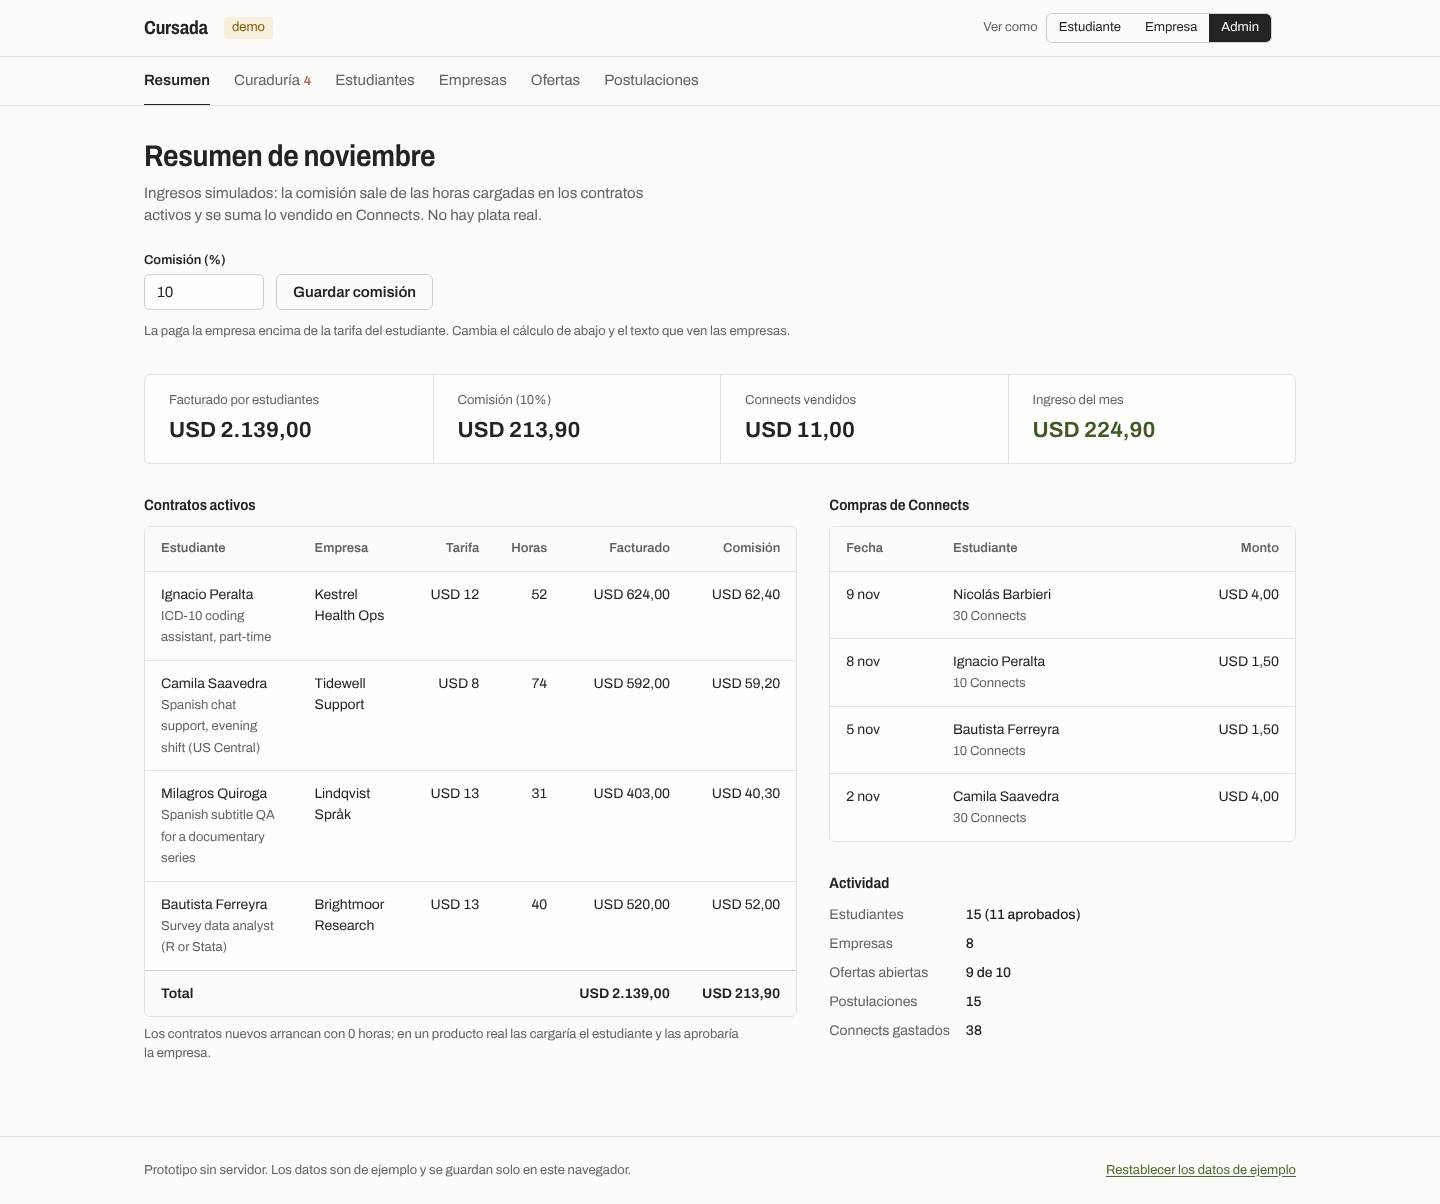 Cursada demo Ver como Estudiante Empresa Admin
Resumen Curaduría 4 Estudiantes Empresas Ofertas Postulaciones
Resumen de noviembre
Ingresos simulados: la comisión sale de las horas cargadas en los contratos
activos y se suma lo vendido en Connects. No hay plata real.
Comisión (%)
10 Guardar comisión
La paga la empresa encima de la tarifa del estudiante. Cambia el cálculo de abajo y el texto que ven las empresas.
Facturado por estudiantes
USD 2.139,00
Comisión (10%)
USD 213,90
Connects vendidos
USD 11,00
Ingreso del mes
USD 224,90
Contratos activos
Estudiante Empresa Tarifa Horas Facturado Comisión
Ignacio Peralta Kestrel USD 12 52 USD 624,00 USD 62,40
ICD-10 coding Health Ops
assistant, part-time
Camila Saavedra Tidewell USD 8 74 USD 592,00 USD 59,20
Spanish chat Support
support, evening
shift (US Central)
Milagros Quiroga Lindqvist USD 13 31 USD 403,00 USD 40,30
Spanish subtitle QA Språk
for a documentary
series
Bautista Ferreyra Brightmoor USD 13 40 USD 520,00 USD 52,00
Survey data analyst Research
(R or Stata)
Total USD 2.139,00 USD 213,90
Los contratos nuevos arrancan con 0 horas; en un producto real las cargaría el estudiante y las aprobaría
la empresa.
Compras de Connects
Fecha Estudiante Monto
9 nov Nicolás Barbieri USD 4,00
30 Connects
8 nov Ignacio Peralta USD 1,50
10 Connects
5 nov Bautista Ferreyra USD 1,50
10 Connects
2 nov Camila Saavedra USD 4,00
30 Connects
Actividad
Estudiantes 15 (11 aprobados)
Empresas 8
Ofertas abiertas 9 de 10
Postulaciones 15
Connects gastados 38
Prototipo sin servidor. Los datos son de ejemplo y se guardan solo en este navegador. Restablecer los datos de ejemplo